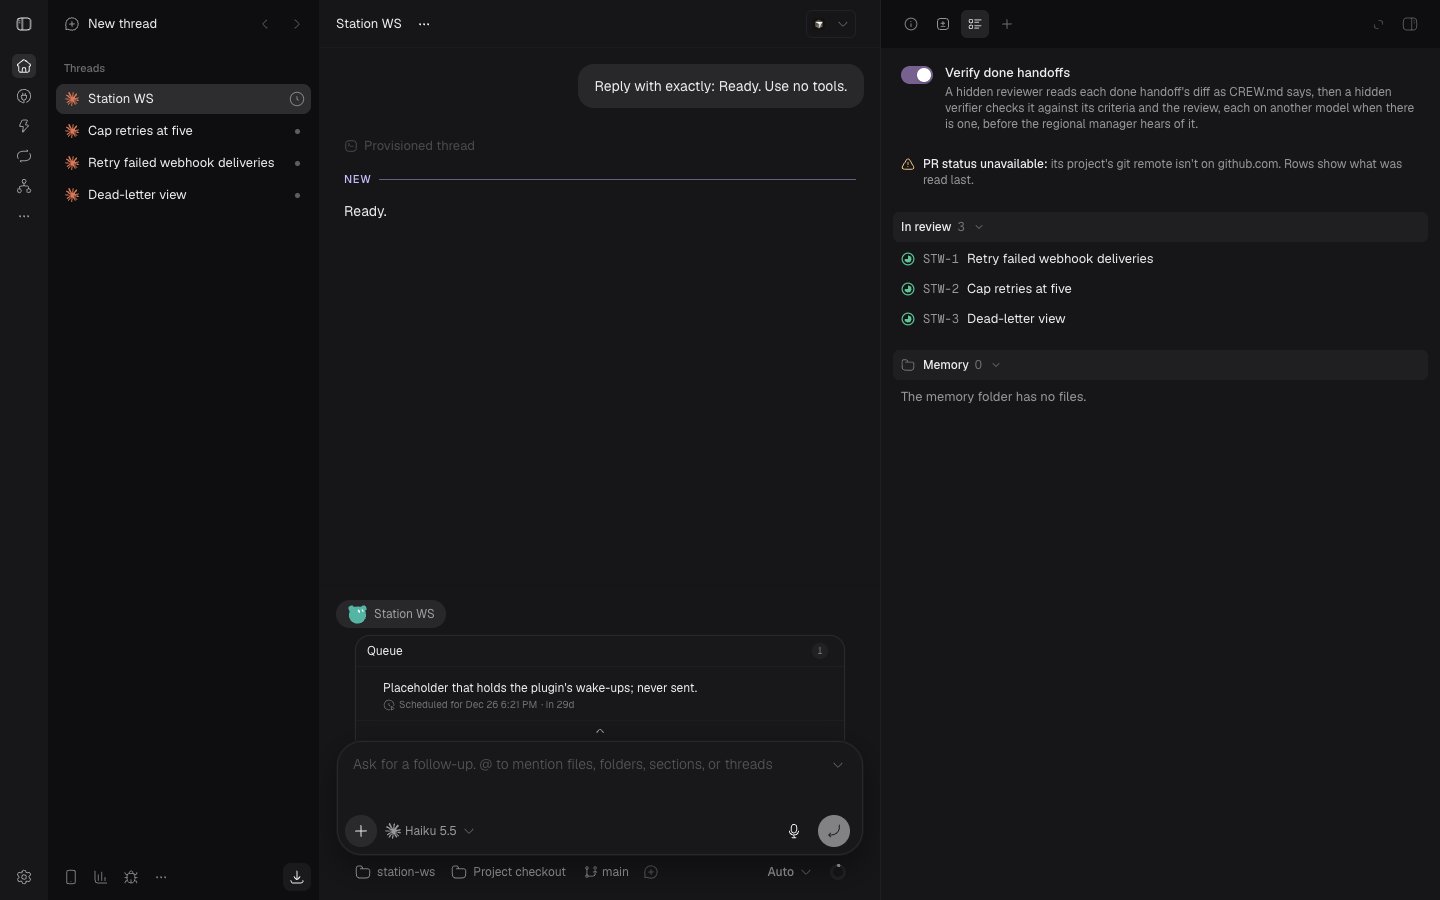 New thread
Threads
Station WS
Cap retries at five
Retry failed webhook deliveries
Dead-letter view
Station WS
Reply with exactly: Ready. Use no tools.
Provisioned thread
NEW
Ready.
Station WS
Queue 1
Placeholder that holds the plugin's wake-ups; never sent.
Scheduled for Dec 26 6:21 PM · in 29d
Ask for a follow-up. @ to mention files, folders, sections, or threads
Haiku 5.5
station-ws Project checkout main Auto
Verify done handoffs
A hidden reviewer reads each done handoff's diff as CREW.md says, then a hidden
verifier checks it against its criteria and the review, each on another model when there
is one, before the regional manager hears of it.
PR status unavailable: its project's git remote isn't on github.com. Rows show what was
read last.
In review 3
STW-1 Retry failed webhook deliveries
STW-2 Cap retries at five
STW-3 Dead-letter view
Memory 0
The memory folder has no files.